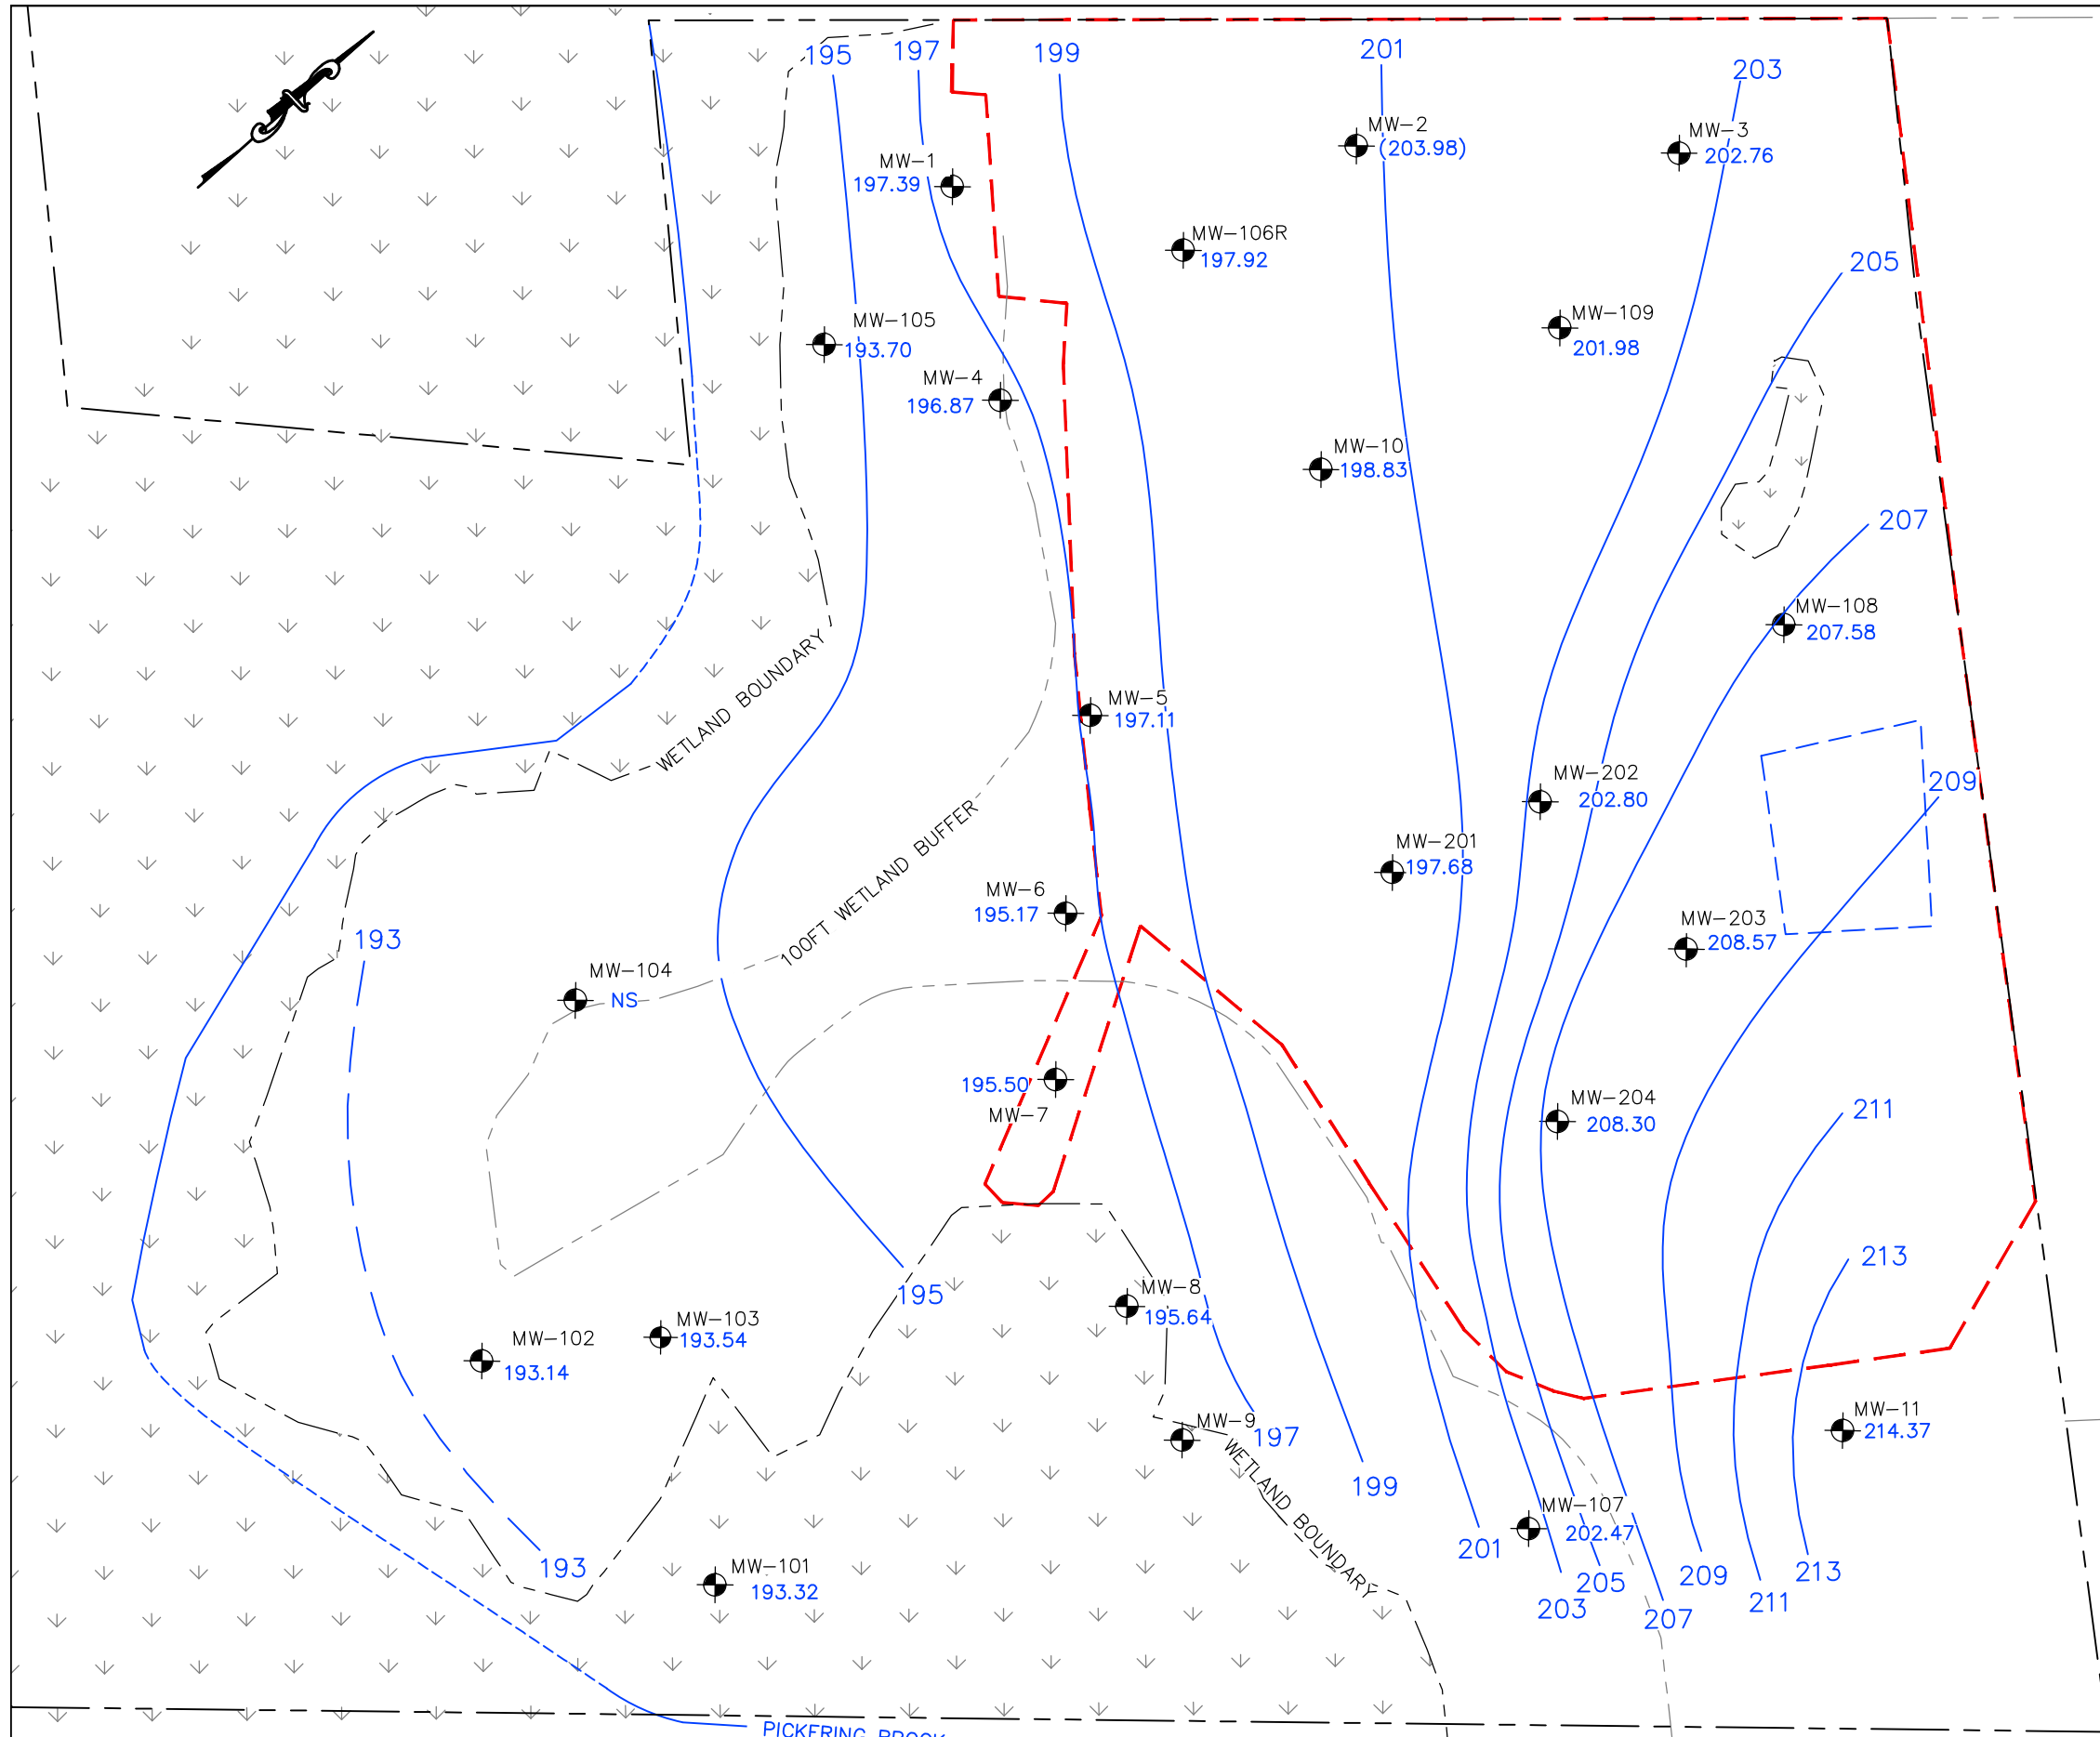 195
197
199
201
203
MW-2
(203.98)
MW-3
202.76
MW-1
197.39
MW-106R
197.92
205
MW-109
201.98
MW-105
193.70
MW-4
196.87
MW-10
198.83
207
MW-108
207.58
WETLAND BOUNDARY
MW-5
197.11
MW-202
202.80
209
100FT WETLAND BUFFER
MW-201
197.68
MW-6
195.17
193
MW-203
208.57
MW-104
NS
195.50
MW-7
MW-204
208.30
211
213
195
MW-8
195.64
MW-103
193.54
MW-102
193.14
MW-11
214.37
MW-9
197
WETLAND BOUNDARY
199
MW-107
202.47
201
193
MW-101
193.32
205
209
213
203
211
207
PICKERING BROOK
N